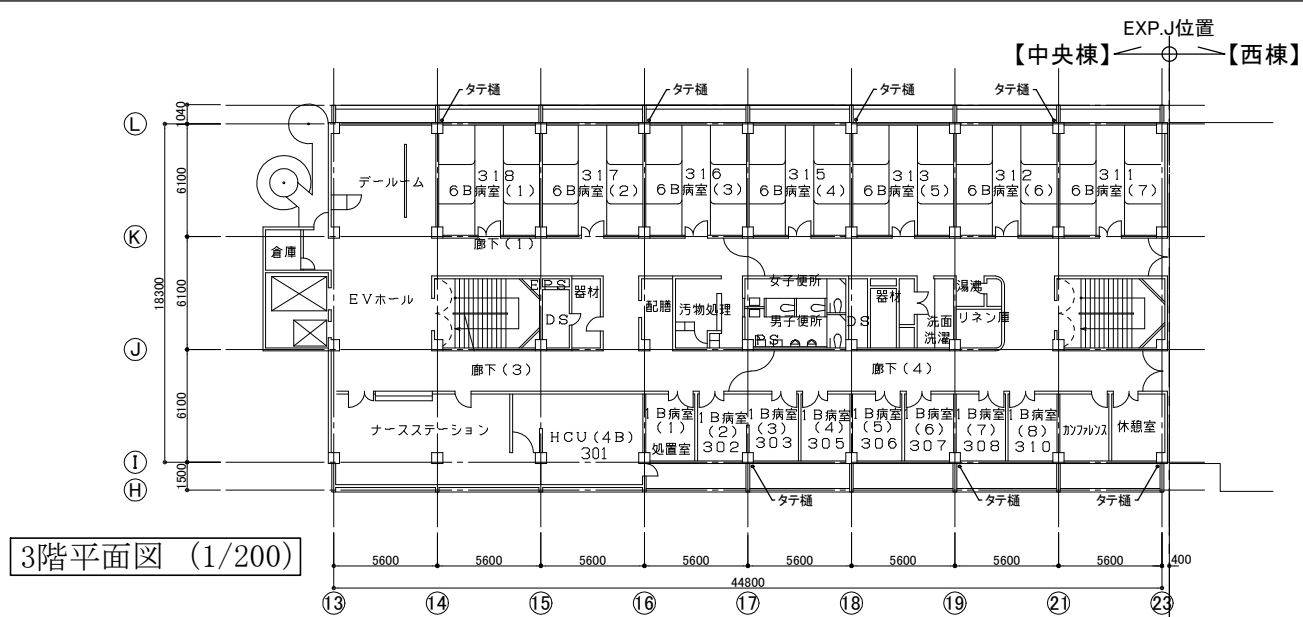 EXP.J位置
【中央棟】
【西棟】
タテ樋
タテ樋
タテ樋
タテ樋
Ⓛ
Ⓚ
Ⓙ
Ⓘ
Ⓗ
1040
6100
6100
6100
1500
18300
デールーム
318
6B病室(1)
317
6B病室(2)
316
6B病室(3)
315
6B病室(4)
313
6B病室(5)
312
6B病室(6)
311
6B病室(7)
倉庫
廊下(1)
EVホール
EPS
器材
DS
配膳
汚物処理
女子便所
男子便所
PS
DS
器材
洗面
洗濯
湯沸
リネン庫
廊下(3)
廊下(4)
ナースステーション
HCU(4B)
301
1B病室
(1)
処置室
1B病室
(2)
302
1B病室
(3)
303
1B病室
(4)
305
1B病室
(5)
306
1B病室
(6)
307
1B病室
(7)
308
1B病室
(8)
310
カンファレンス
休憩室
タテ樋
タテ樋
タテ樋
3階平面図 (1/200)
5600
5600
5600
5600
5600
5600
5600
5600
400
44800
⑬
⑭
⑮
⑯
⑰
⑱
⑲
㉑
㉓